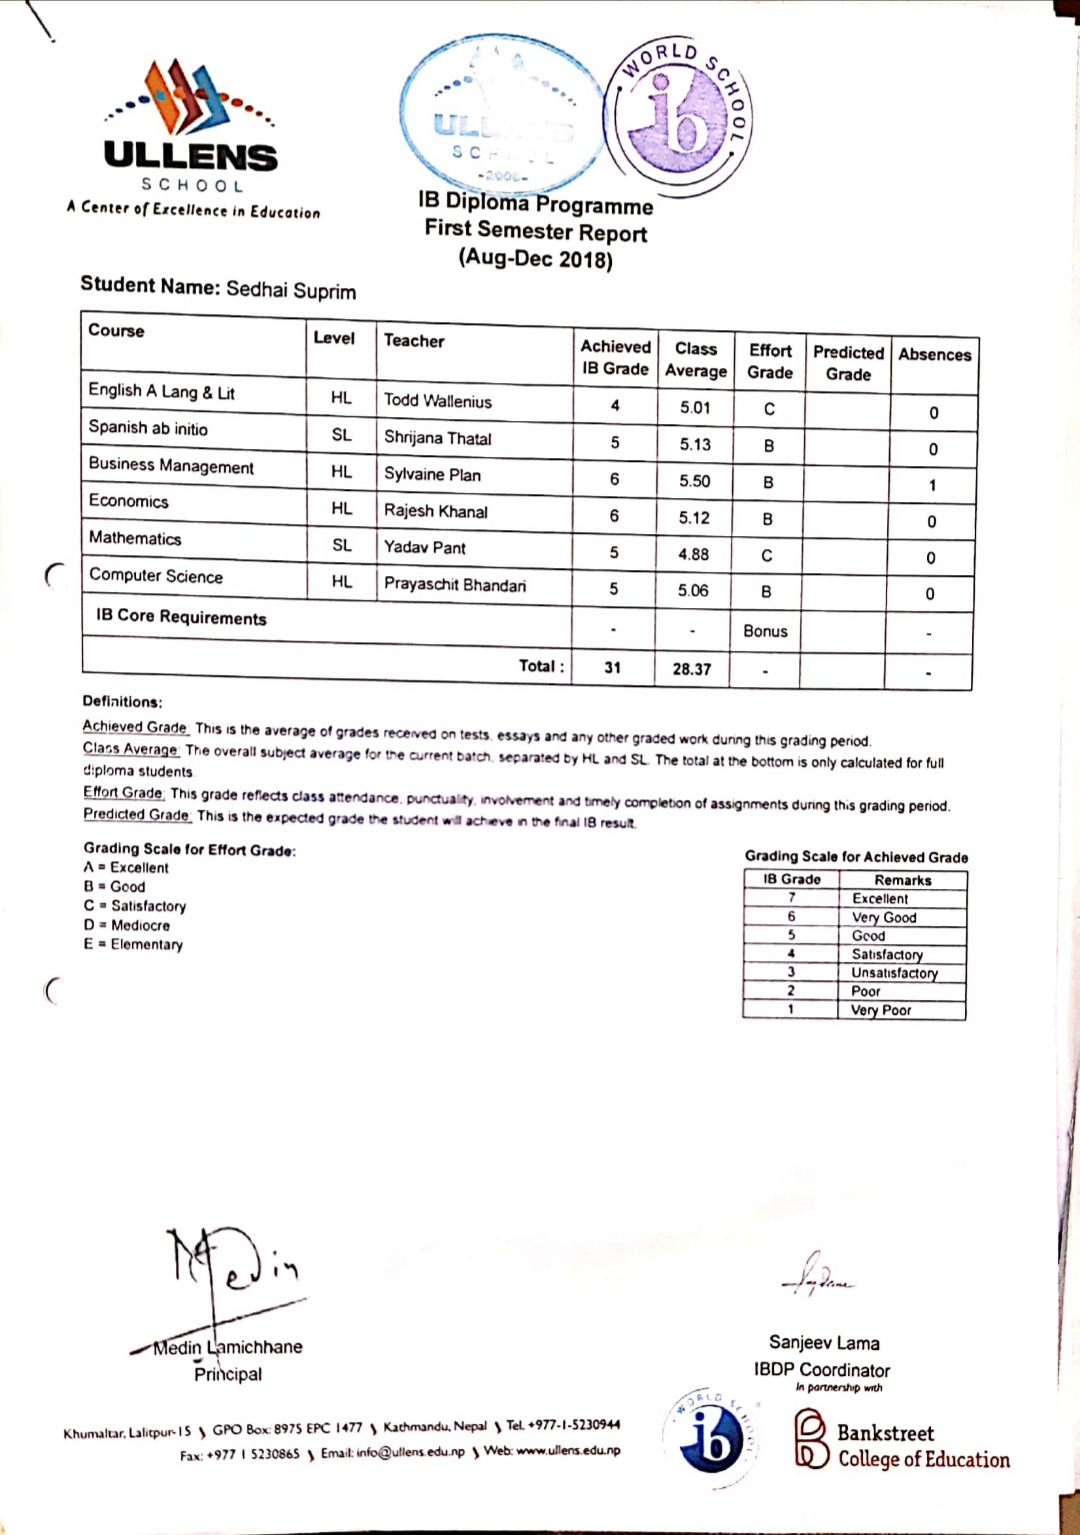 ULLENS
SCHOOL
A Center of Excellence in Education
SCHOOL
-2006-
WORLD SCHOOL
ib
IB Diploma Programme
First Semester Report
(Aug-Dec 2018)
Student Name: Sedhai Suprim
Course Level Teacher Achieved IB Grade Class Average Effort Grade Predicted Grade Absences
English A Lang & Lit HL Todd Wallenius 4 5.01 C 0
Spanish ab initio SL Shrijana Thatal 5 5.13 B 0
Business Management HL Sylvaine Plan 6 5.50 B 1
Economics HL Rajesh Khanal 6 5.12 B 0
Mathematics SL Yadav Pant 5 4.88 C 0
Computer Science HL Prayaschit Bhandari 5 5.06 B 0
IB Core Requirements - - Bonus -
Total : 31 28.37 - -
Definitions:
Achieved Grade: This is the average of grades received on tests, essays and any other graded work during this grading period.
Class Average: The overall subject average for the current batch, separated by HL and SL. The total at the bottom is only calculated for full
diploma students
Effort Grade: This grade reflects class attendance, punctuality, involvement and timely completion of assignments during this grading period.
Predicted Grade: This is the expected grade the student will achieve in the final IB result.
Grading Scale for Effort Grade:
A = Excellent
B = Good
C = Satisfactory
D = Mediocre
E = Elementary
Grading Scale for Achieved Grade
IB Grade Remarks
7 Excellent
6 Very Good
5 Good
4 Satisfactory
3 Unsatisfactory
2 Poor
1 Very Poor
Medin
Medin Lamichhane
Principal
Sanjeev Lama
IBDP Coordinator
In partnership with
Khumaltar, Lalitpur-15 ) GPO Box: 8975 EPC 1477 ) Kathmandu, Nepal ) Tel. +977-1-5230944
Fax: +977 1 5230865 ) Email: info@ullens.edu.np ) Web: www.ullens.edu.np
WORLD SCHOOL
ib
Bankstreet
College of Education